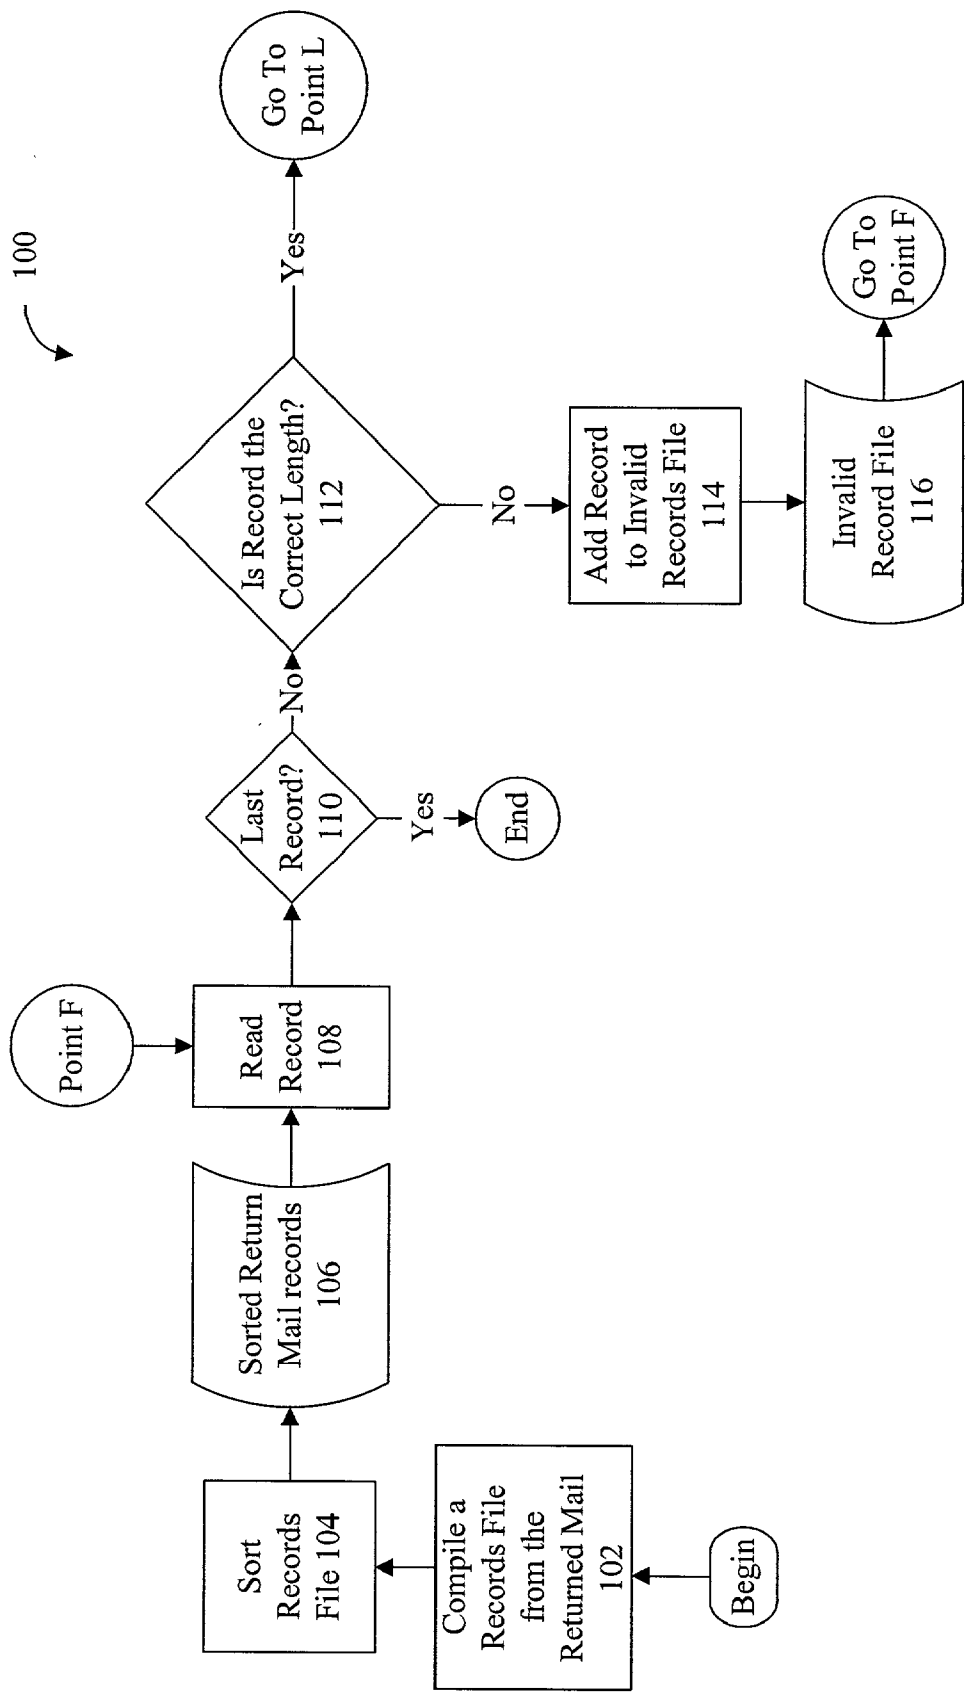 100
Begin
Compile a
Records File
from the
Returned Mail
102
Sort
Records
File 104
Sorted Return
Mail records
106
Point F
Read
Record
108
Last
Record?
110
Yes
End
No
Is Record the
Correct Length?
112
Yes
Go To
Point L
No
Add Record
to Invalid
Records File
114
Invalid
Record File
116
Go To
Point F